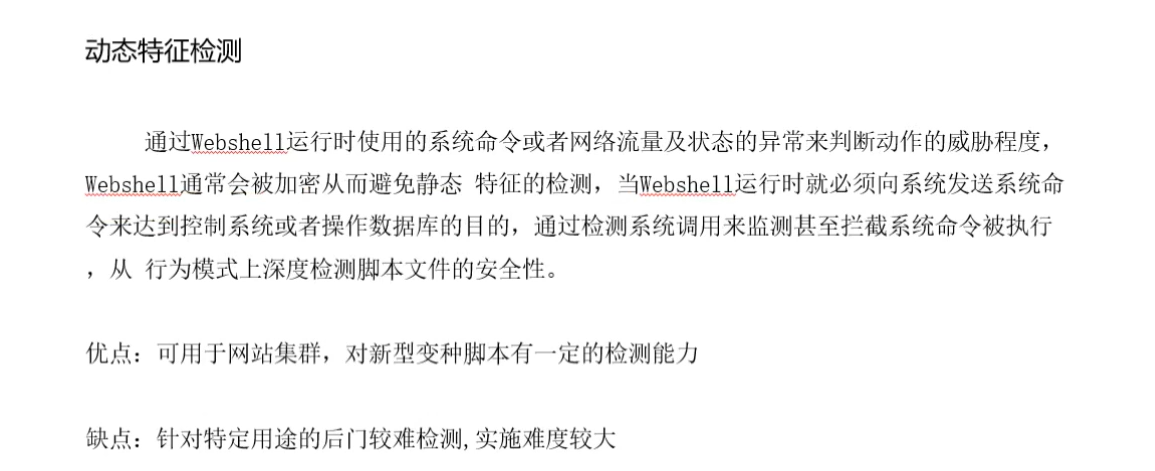 动态特征检测
通过Webshell运行时使用的系统命令或者网络流量及状态的异常来判断动作的威胁程度，
Webshell通常会被加密从而避免静态 特征的检测，当Webshell运行时就必须向系统发送系统命
令来达到控制系统或者操作数据库的目的，通过检测系统调用来监测甚至拦截系统命令被执行
，从 行为模式上深度检测脚本文件的安全性。
优点：可用于网站集群，对新型变种脚本有一定的检测能力
缺点：针对特定用途的后门较难检测,实施难度较大